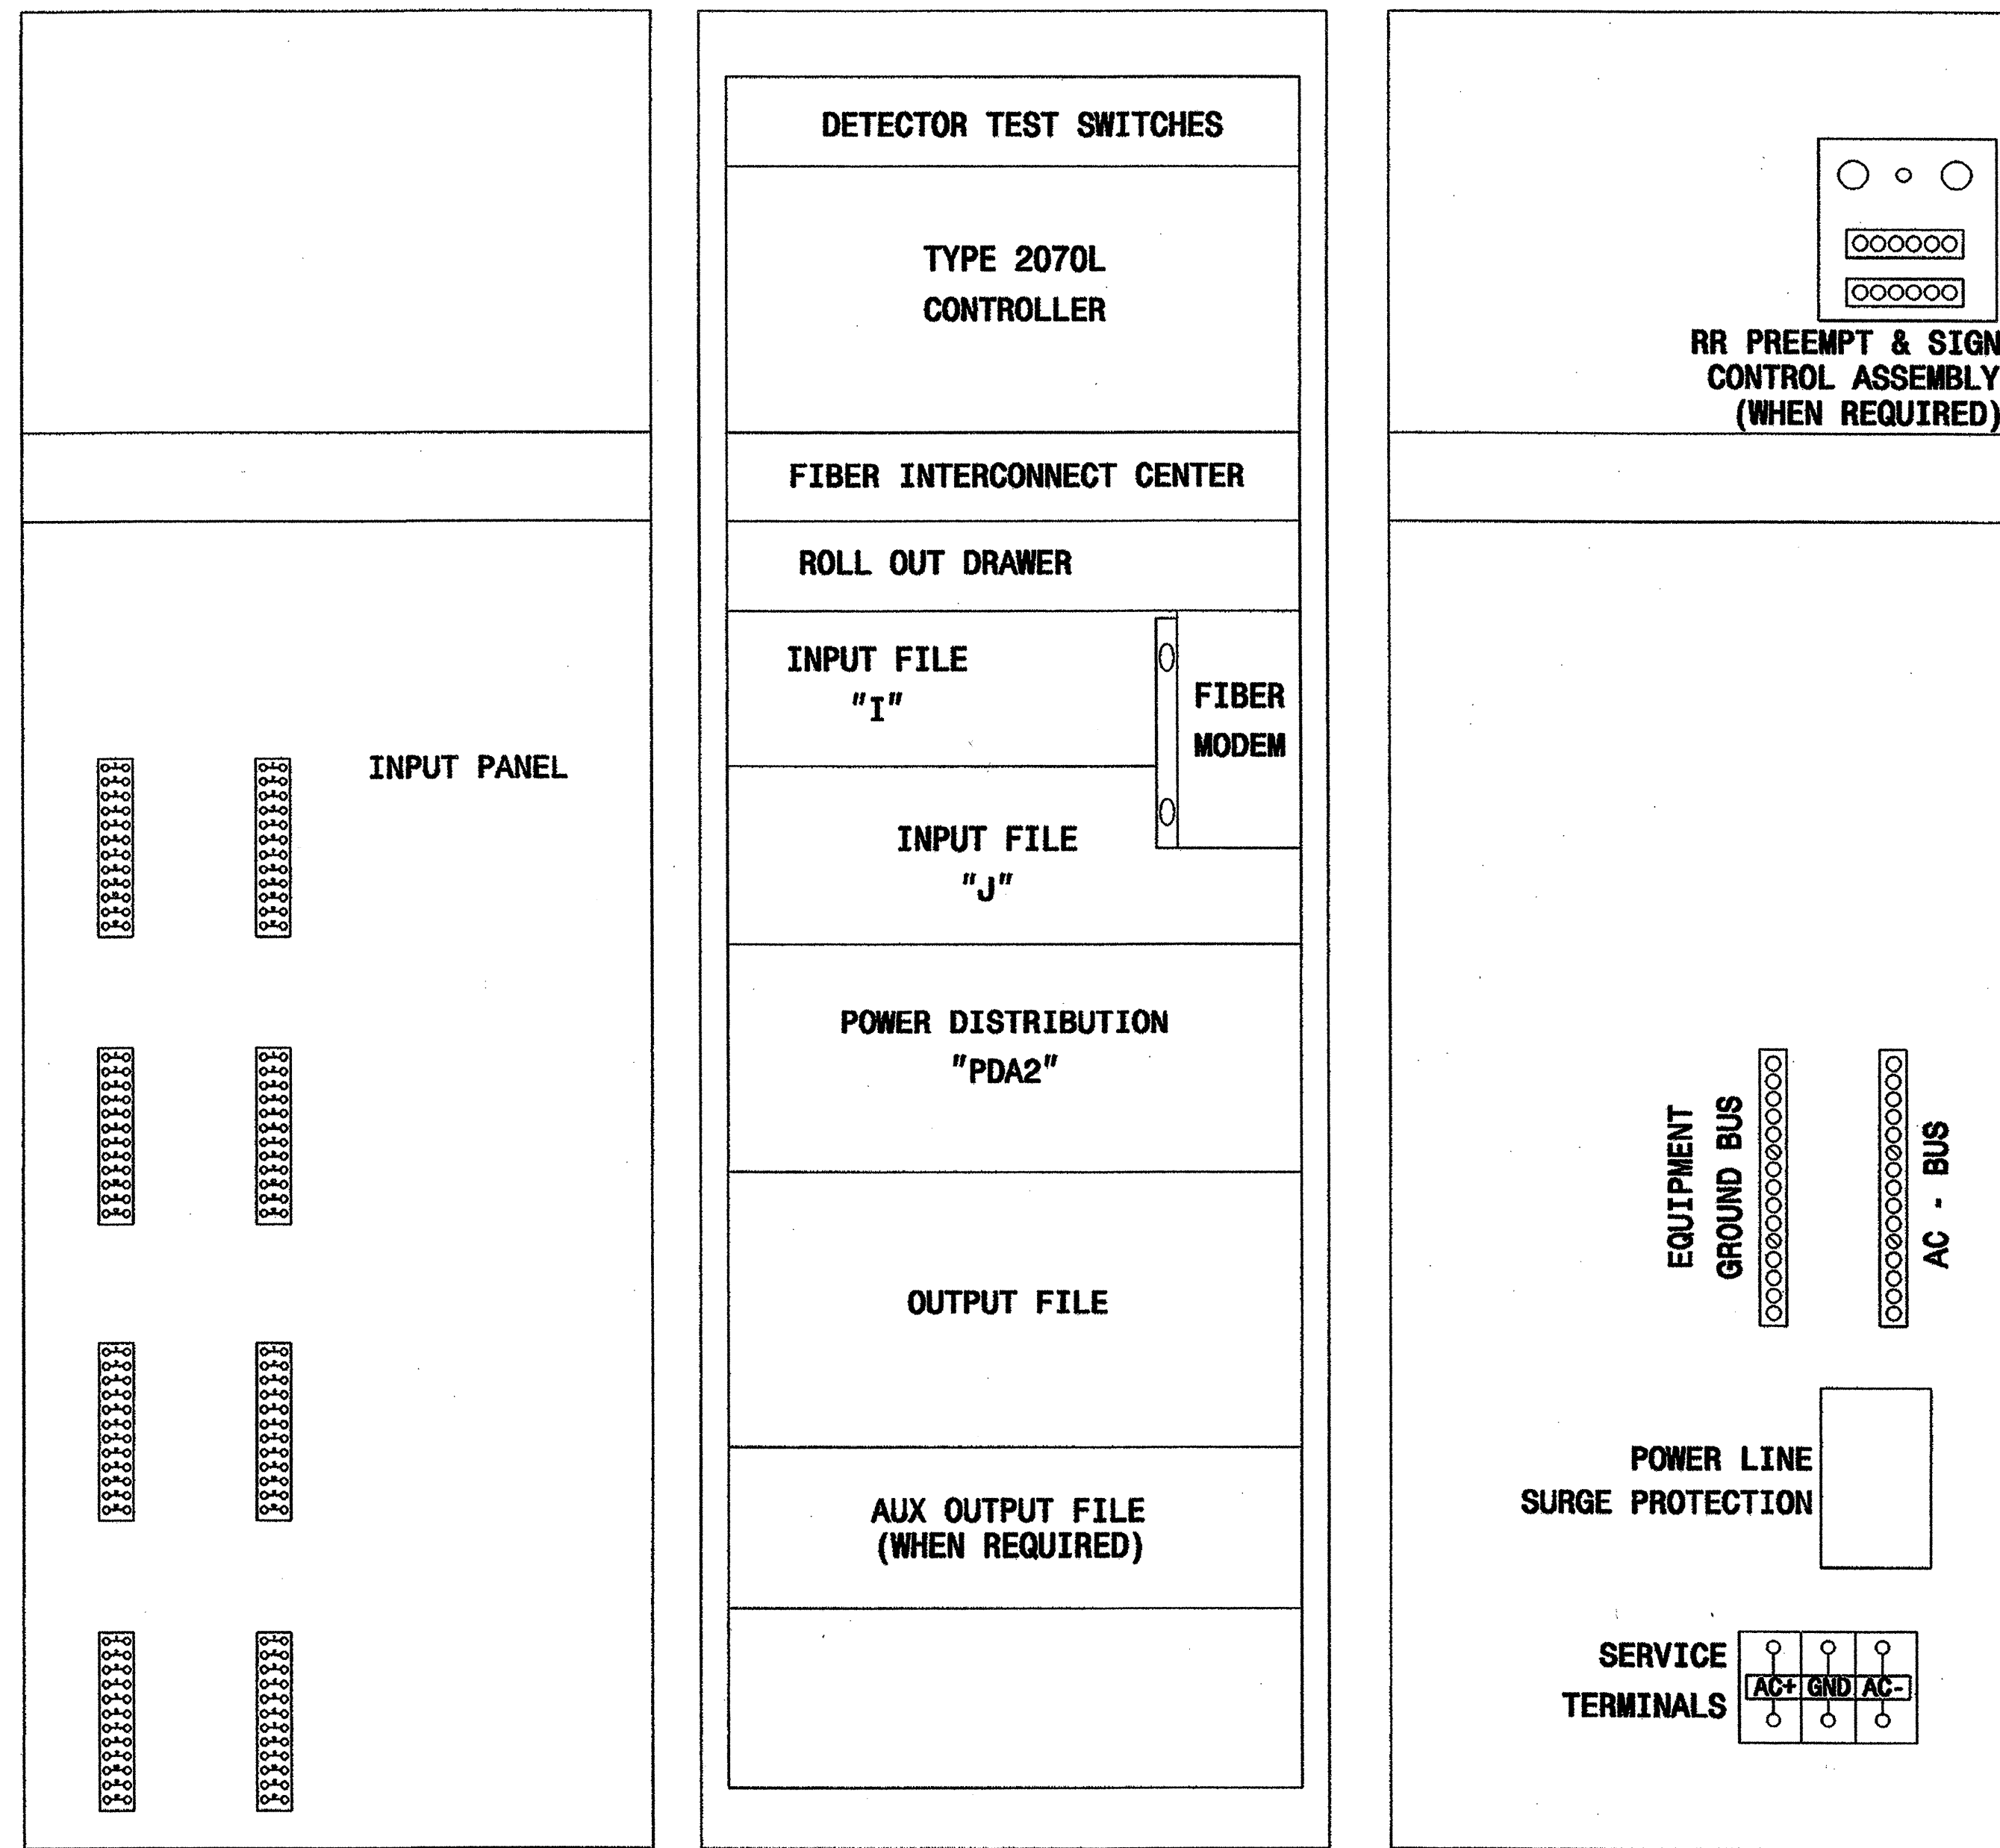 INPUT PANEL
DETECTOR TEST SWITCHES
TYPE 2070L
CONTROLLER
FIBER INTERCONNECT CENTER
ROLL OUT DRAWER
INPUT FILE
"I"
FIBER
MODEM
INPUT FILE
"J"
POWER DISTRIBUTION
"PDA2"
OUTPUT FILE
AUX OUTPUT FILE
(WHEN REQUIRED)
RR PREEMPT & SIGN
CONTROL ASSEMBLY
(WHEN REQUIRED)
EQUIPMENT
GROUND BUS
AC - BUS
POWER LINE
SURGE PROTECTION
SERVICE
TERMINALS
AC+ GND AC-